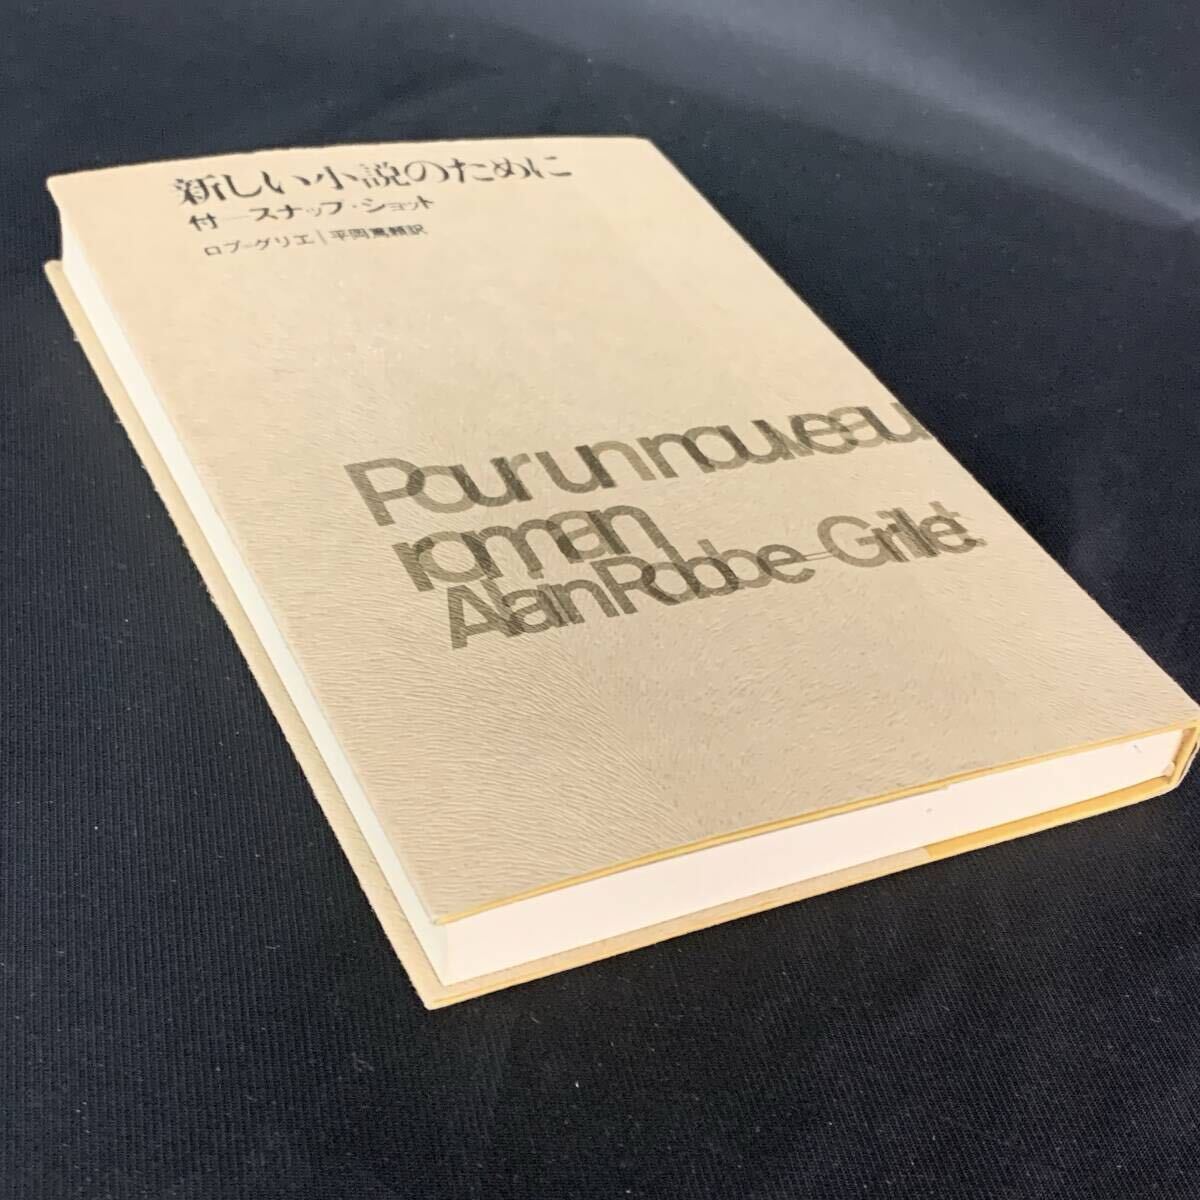 新しい小説のために
付—スナップ・ショット
ロブ=グリエ|平岡篤頼訳
Pour un nouveau
roman
Alain Robbe-Grillet